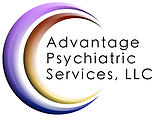 Advantage
Psychiatric
Services, LLC